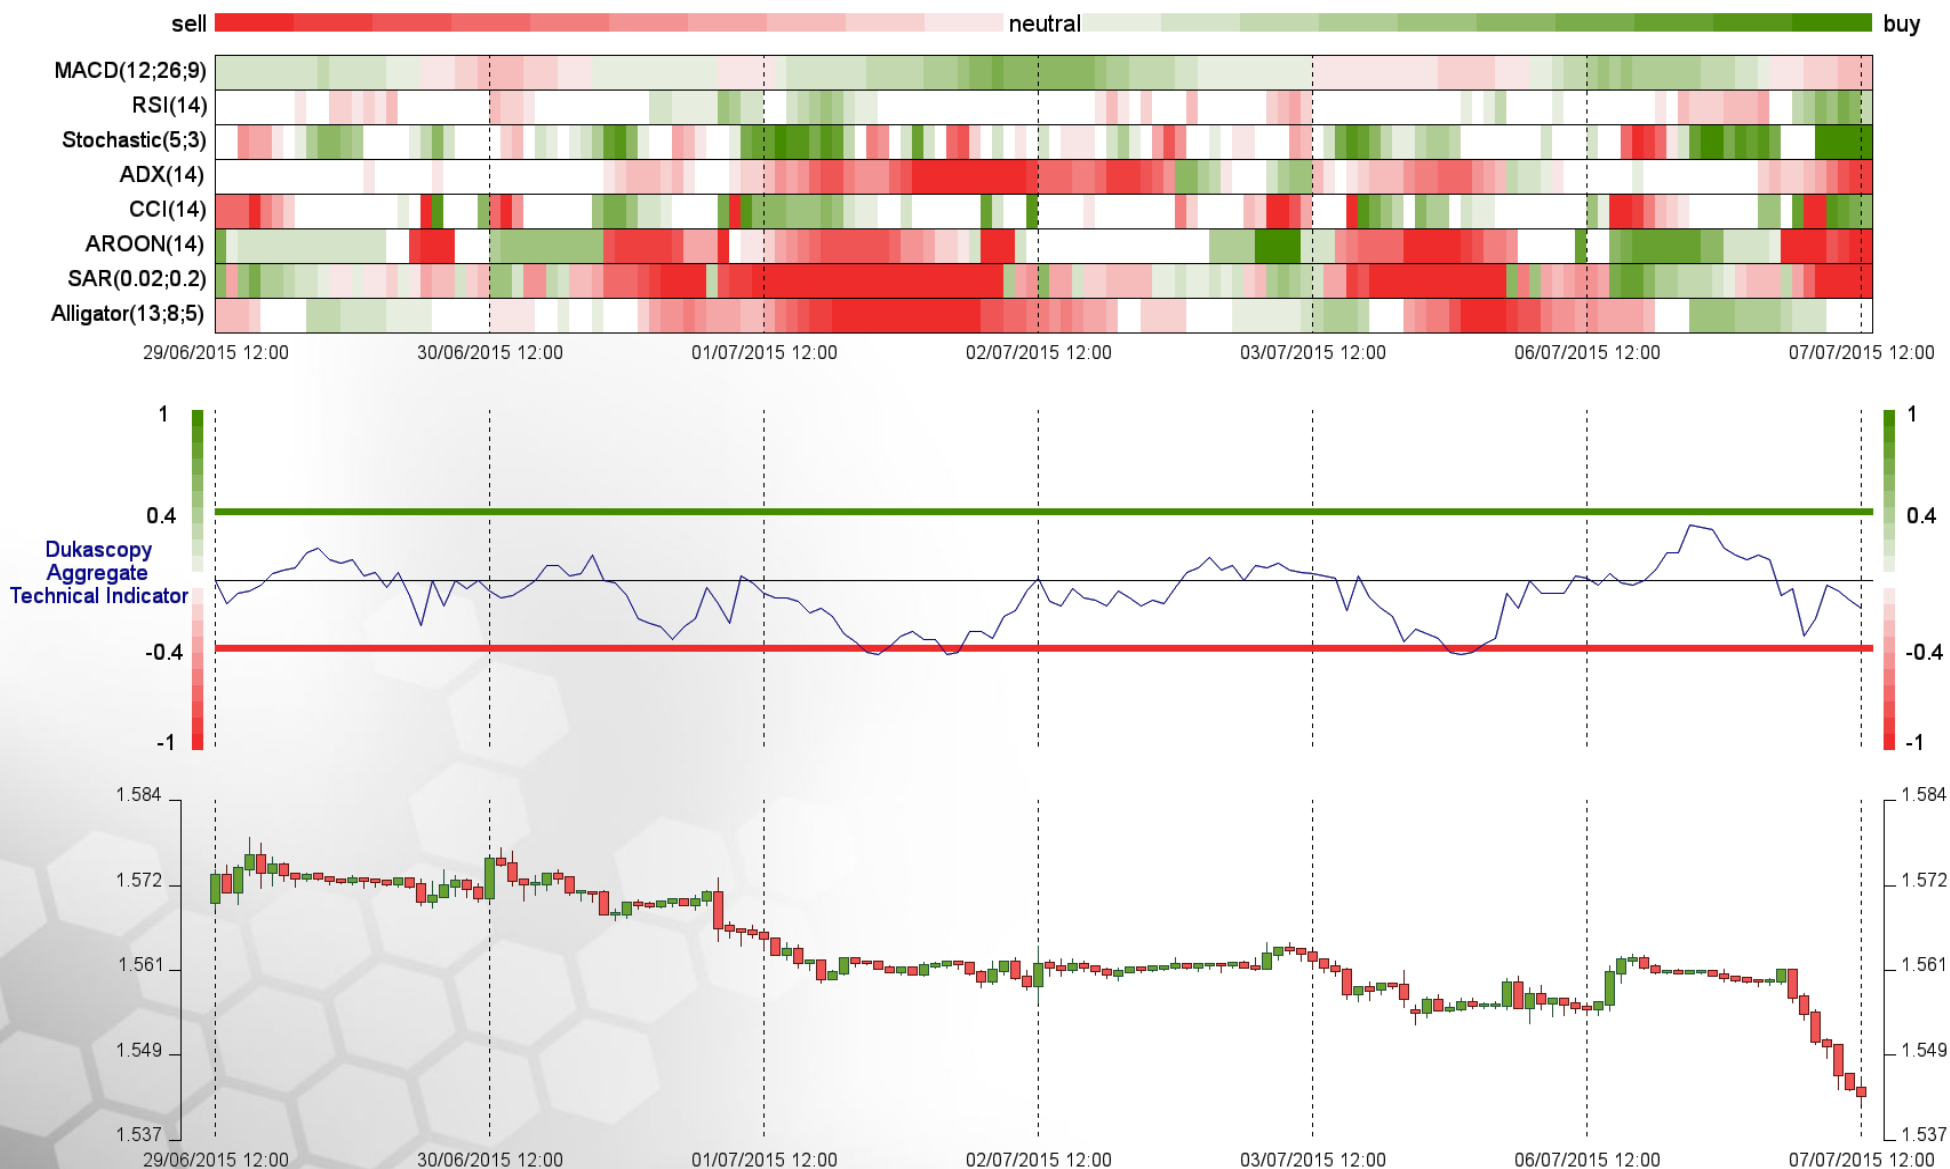 sell neutral buy
MACD(12;26;9)
RSI(14)
Stochastic(5;3)
ADX(14)
CCI(14)
AROON(14)
SAR(0.02;0.2)
Alligator(13;8;5)
29/06/2015 12:00 30/06/2015 12:00 01/07/2015 12:00 02/07/2015 12:00 03/07/2015 12:00 06/07/2015 12:00 07/07/2015 12:00
1 1
0.4 0.4
Dukascopy
Aggregate
Technical Indicator
-0.4 -0.4
-1 -1
1.584 1.584
1.572 1.572
1.561 1.561
1.549 1.549
1.537 1.537
29/06/2015 12:00 30/06/2015 12:00 01/07/2015 12:00 02/07/2015 12:00 03/07/2015 12:00 06/07/2015 12:00 07/07/2015 12:00